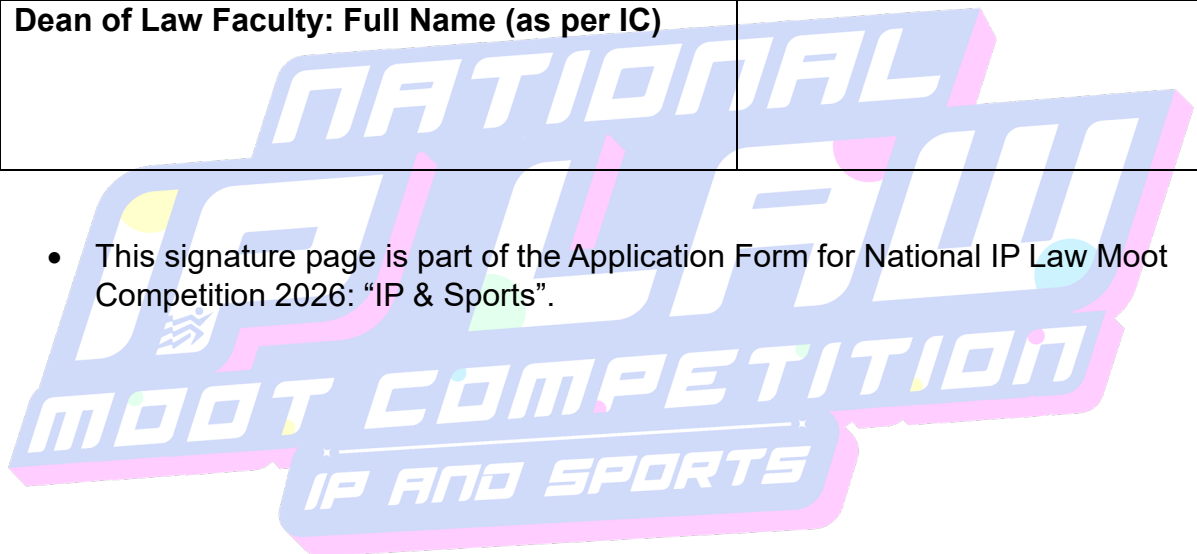 Dean of Law Faculty: Full Name (as per IC)
NATIONAL
IP LAW
• This signature page is part of the Application Form for National IP Law Moot
Competition 2026: “IP & Sports”.
MOOT COMPETITION
IP AND SPORTS